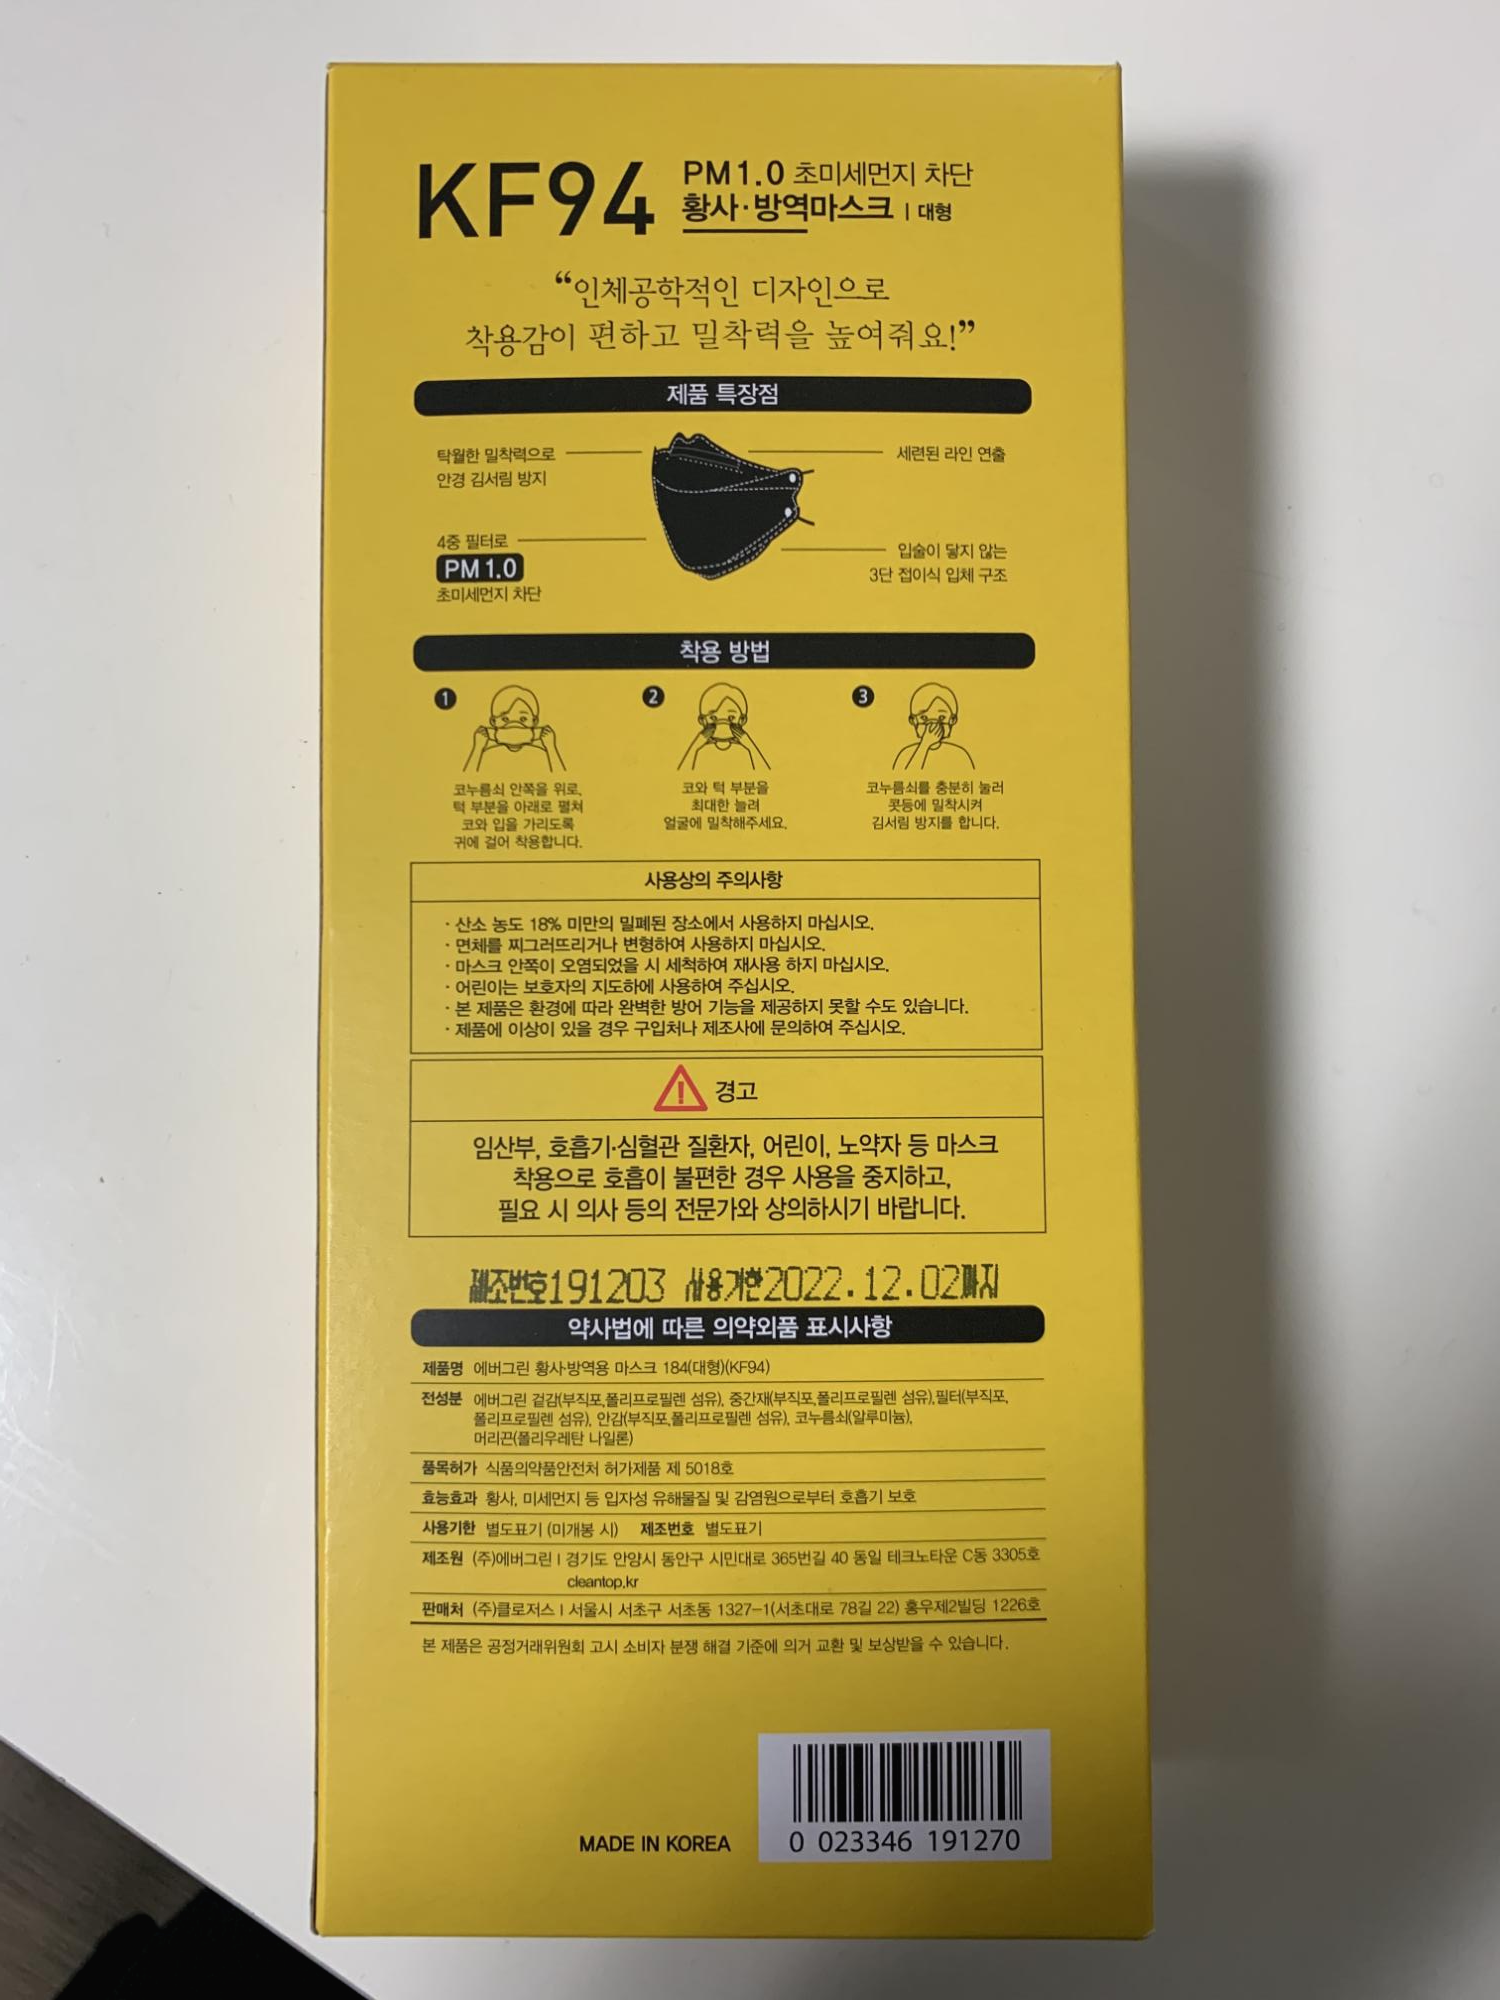 KF94
PM1.0 초미세먼지 차단
황사·방역마스크 | 대형
“인체공학적인 디자인으로
착용감이 편하고 밀착력을 높여줘요!”
제품 특장점
탁월한 밀착력으로
안경 김서림 방지
세련된 라인 연출
4중 필터로
PM1.0
초미세먼지 차단
입술이 닿지 않는
3단 접이식 입체 구조
착용 방법
1
코누름쇠 안쪽을 위로,
턱 부분을 아래로 펼쳐
코와 입을 가리도록
귀에 걸어 착용합니다.
2
코와 턱 부분을
최대한 늘려
얼굴에 밀착해주세요.
3
코누름쇠를 충분히 눌러
콧등에 밀착시켜
김서림 방지를 합니다.
사용상의 주의사항
· 산소 농도 18% 미만의 밀폐된 장소에서 사용하지 마십시오.
· 면체를 찌그러뜨리거나 변형하여 사용하지 마십시오.
· 마스크 안쪽이 오염되었을 시 세척하여 재사용 하지 마십시오.
· 어린이는 보호자의 지도하에 사용하여 주십시오.
· 본 제품은 환경에 따라 완벽한 방어 기능을 제공하지 못할 수도 있습니다.
· 제품에 이상이 있을 경우 구입처나 제조사에 문의하여 주십시오.
경고
임산부, 호흡기·심혈관 질환자, 어린이, 노약자 등 마스크
착용으로 호흡이 불편한 경우 사용을 중지하고,
필요 시 의사 등의 전문가와 상의하시기 바랍니다.
제조번호191203 사용기한2022.12.02까지
약사법에 따른 의약외품 표시사항
제품명 에버그린 황사·방역용 마스크 184(대형)(KF94)
전성분 에버그린 겉감(부직포,폴리프로필렌 섬유), 중간재(부직포,폴리프로필렌 섬유),필터(부직포,
폴리프로필렌 섬유), 안감(부직포,폴리프로필렌 섬유), 코누름쇠(알루미늄),
머리끈(폴리우레탄 나일론)
품목허가 식품의약품안전처 허가제품 제 5018호
효능효과 황사, 미세먼지 등 입자성 유해물질 및 감염원으로부터 호흡기 보호
사용기한 별도표기 (미개봉 시) 제조번호 별도표기
제조원 (주)에버그린 | 경기도 안양시 동안구 시민대로 365번길 40 동일 테크노타운 C동 3305호
cleantop.kr
판매처 (주)클로저스 | 서울시 서초구 서초동 1327-1(서초대로 78길 22) 홍우제2빌딩 1226호
본 제품은 공정거래위원회 고시 소비자 분쟁 해결 기준에 의거 교환 및 보상받을 수 있습니다.
MADE IN KOREA
0 023346 191270